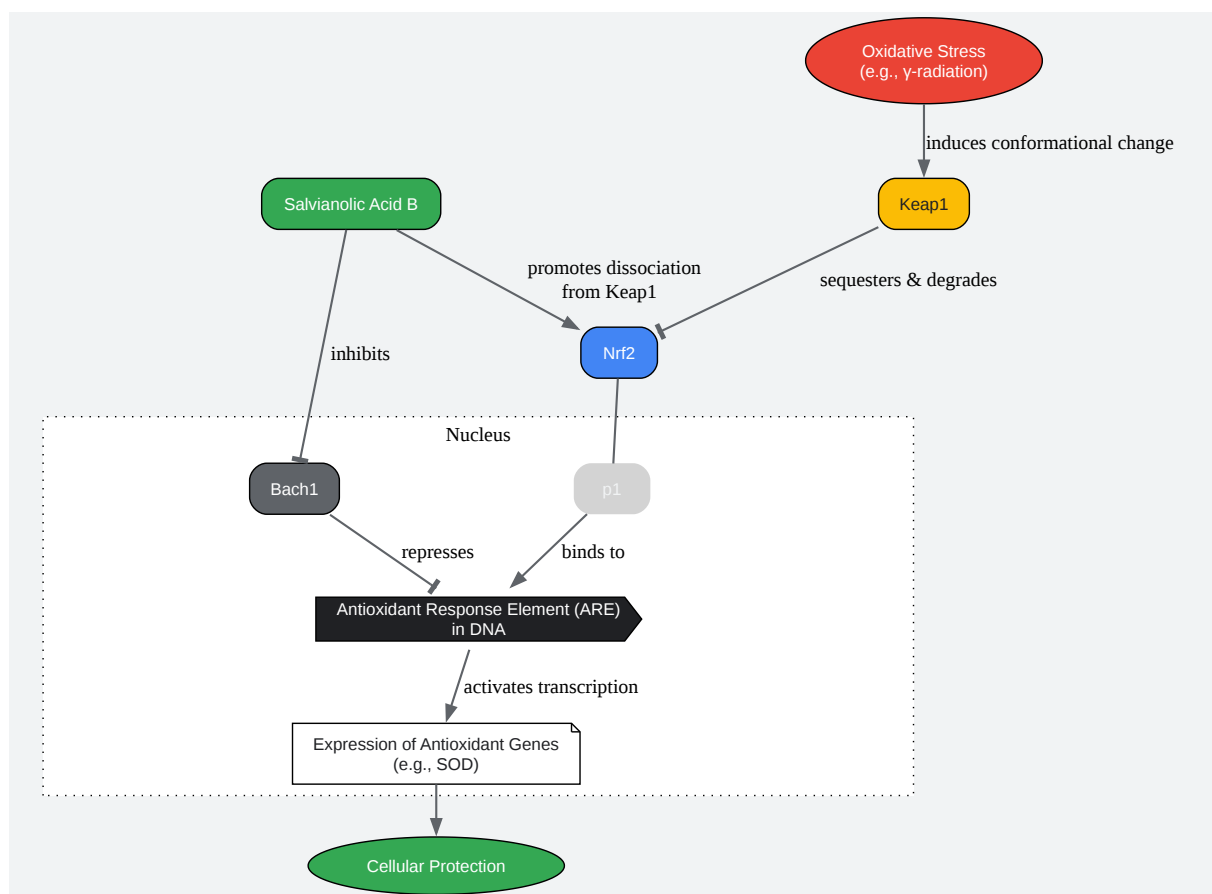 Oxidative Stress
(e.g., γ-radiation)
induces conformational change
Salvianolic Acid B
Keap1
promotes dissociation
from Keap1
sequesters & degrades
Nrf2
inhibits
Nucleus
Bach1
p1
represses
binds to
Antioxidant Response Element (ARE)
in DNA
activates transcription
Expression of Antioxidant Genes
(e.g., SOD)
Cellular Protection